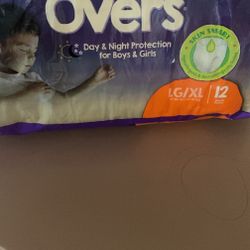 Overs
Day & Night Protection
for Boys & Girls
SKIN SMART
LG/XL
12